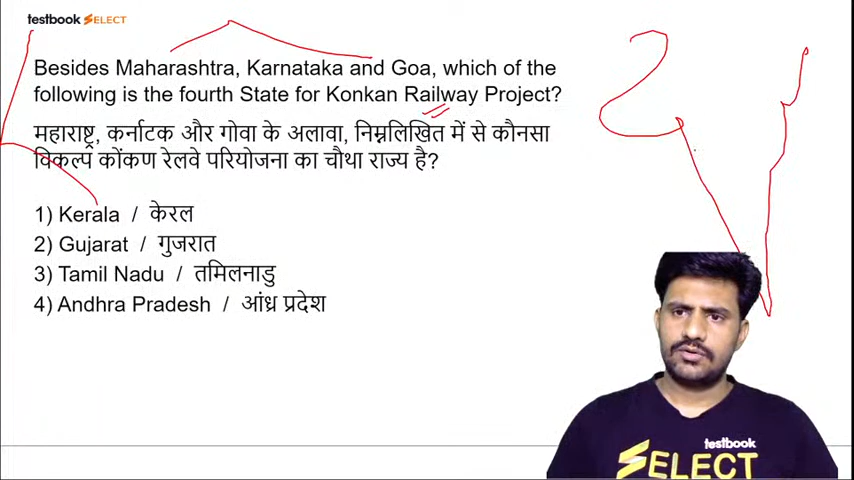 testbook SELECT
Besides Maharashtra, Karnataka and Goa, which of the
following is the fourth State for Konkan Railway Project?
महाराष्ट्र, कर्नाटक और गोवा के अलावा, निम्नलिखित में से कौनसा
विकल्प कोंकण रेलवे परियोजना का चौथा राज्य है?
1) Kerala / केरल
2) Gujarat / गुजरात
3) Tamil Nadu / तमिलनाडु
4) Andhra Pradesh / आंध्र प्रदेश
testbook
SELECT